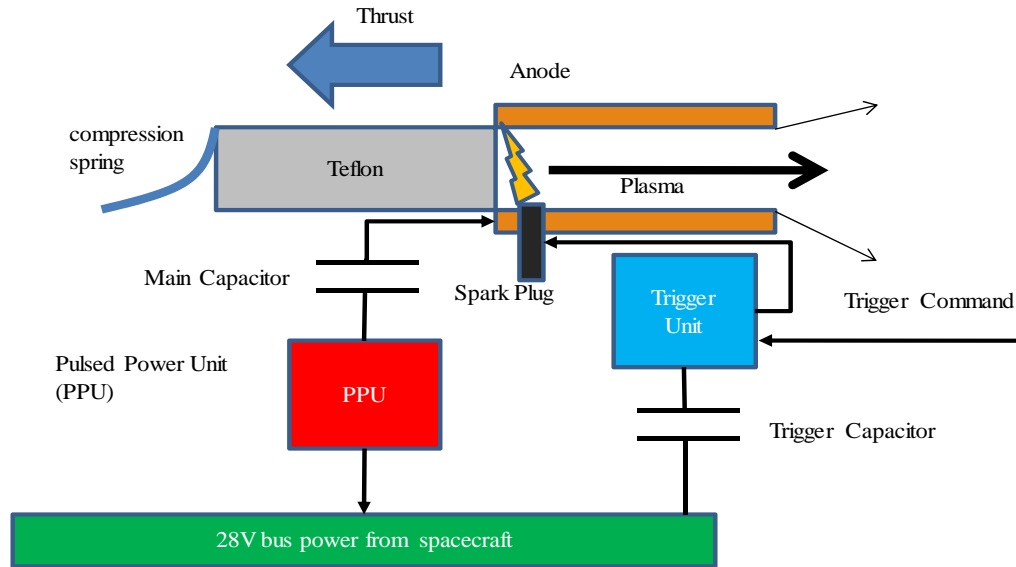 Thrust
Anode
compression
spring
Teflon
Plasma
Main Capacitor
Spark Plug
Trigger
Unit
Trigger Command
Pulsed Power Unit
(PPU)
PPU
Trigger Capacitor
28V bus power from spacecraft